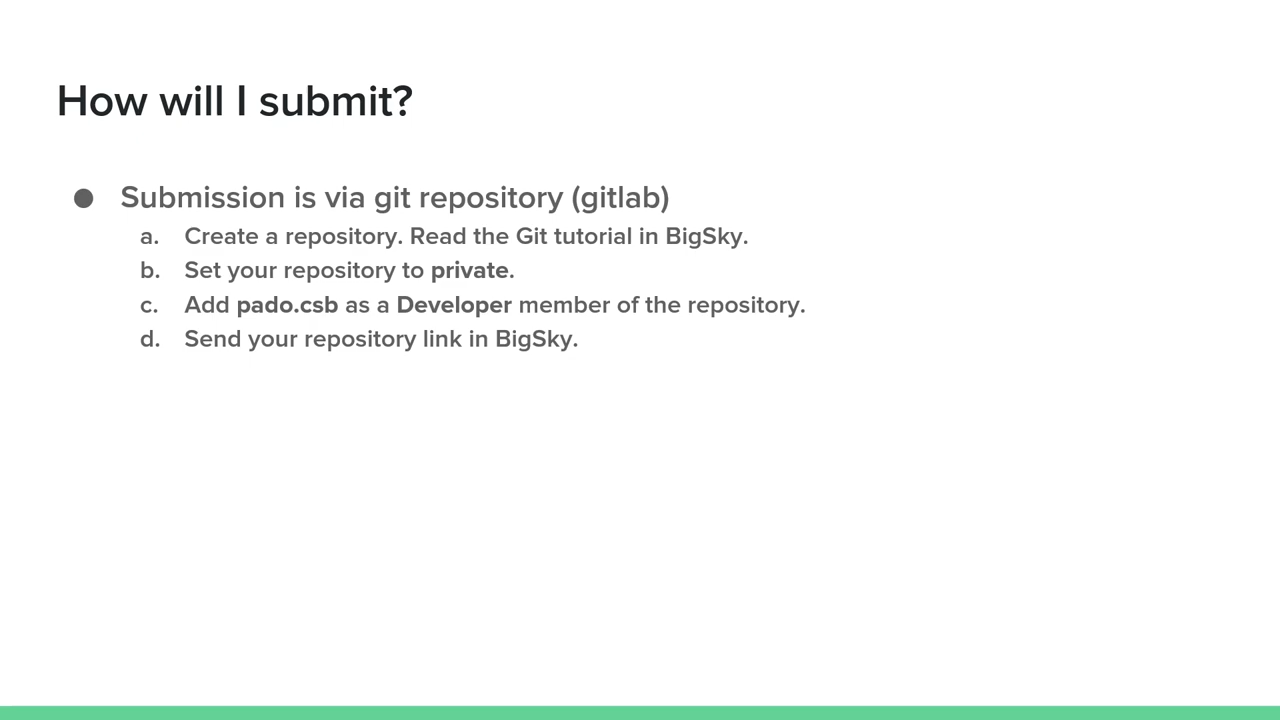 How will I submit?
● Submission is via git repository (gitlab)
a. Create a repository. Read the Git tutorial in BigSky.
b. Set your repository to private.
c. Add pado.csb as a Developer member of the repository.
d. Send your repository link in BigSky.